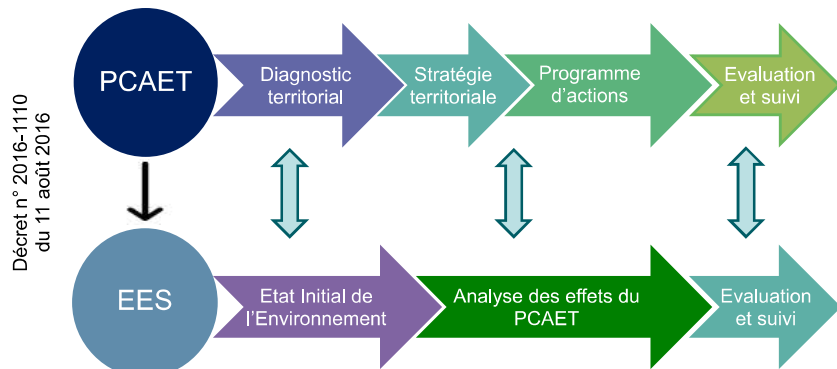 Décret n° 2016-1110
du 11 août 2016
PCAET
Diagnostic
territorial
Stratégie
territoriale
Programme
d'actions
Evaluation
et suivi
EES
Etat Initial de
l'Environnement
Analyse des effets du
PCAET
Evaluation
et suivi